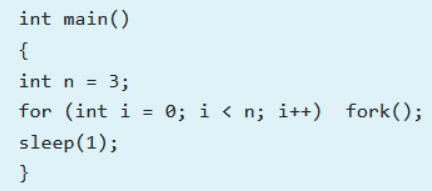 int main()
{
int n = 3;
for (int i = 0; i < n; i++)  fork();
sleep(1);
}